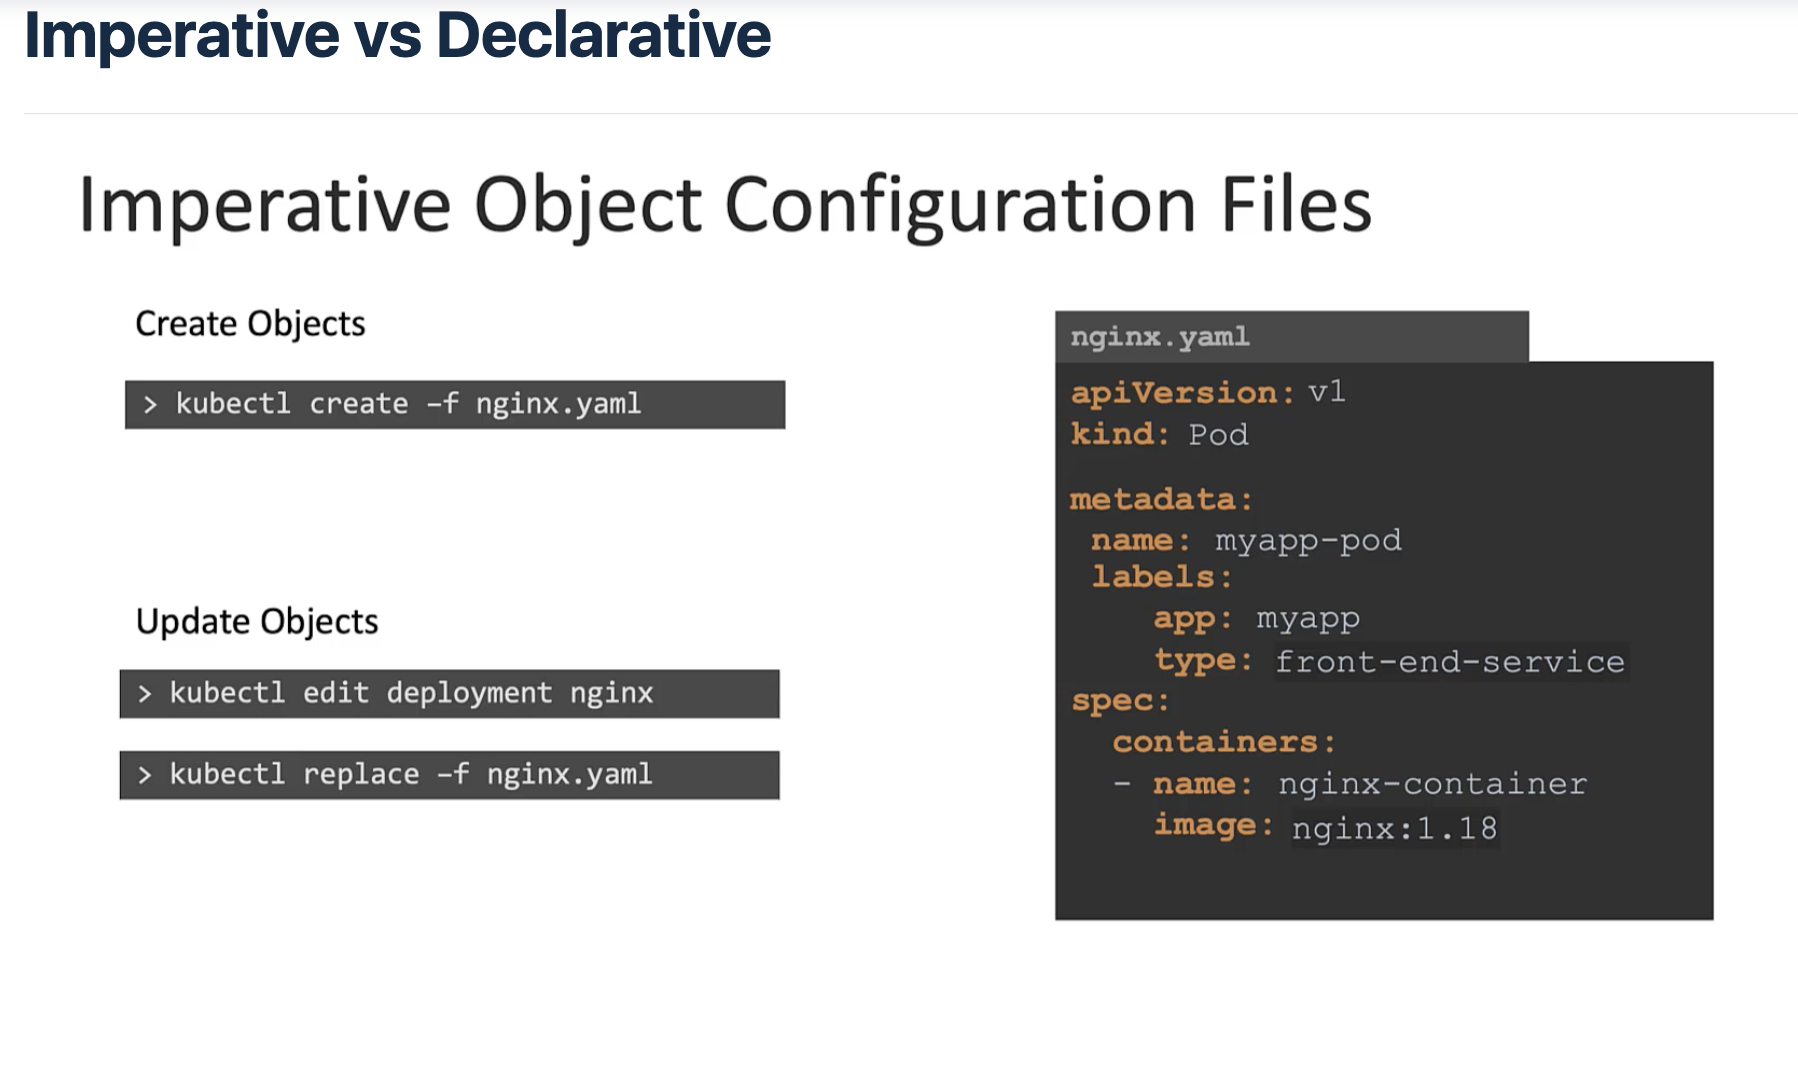 Imperative vs Declarative
Imperative Object Configuration Files
Create Objects
> kubectl create –f nginx.yaml
Update Objects
> kubectl edit deployment nginx
> kubectl replace –f nginx.yaml
nginx.yaml
apiVersion: v1
kind: Pod
metadata:
name: myapp-pod
labels:
app: myapp
type: front-end-service
spec:
containers:
- name: nginx-container
image: nginx:1.18